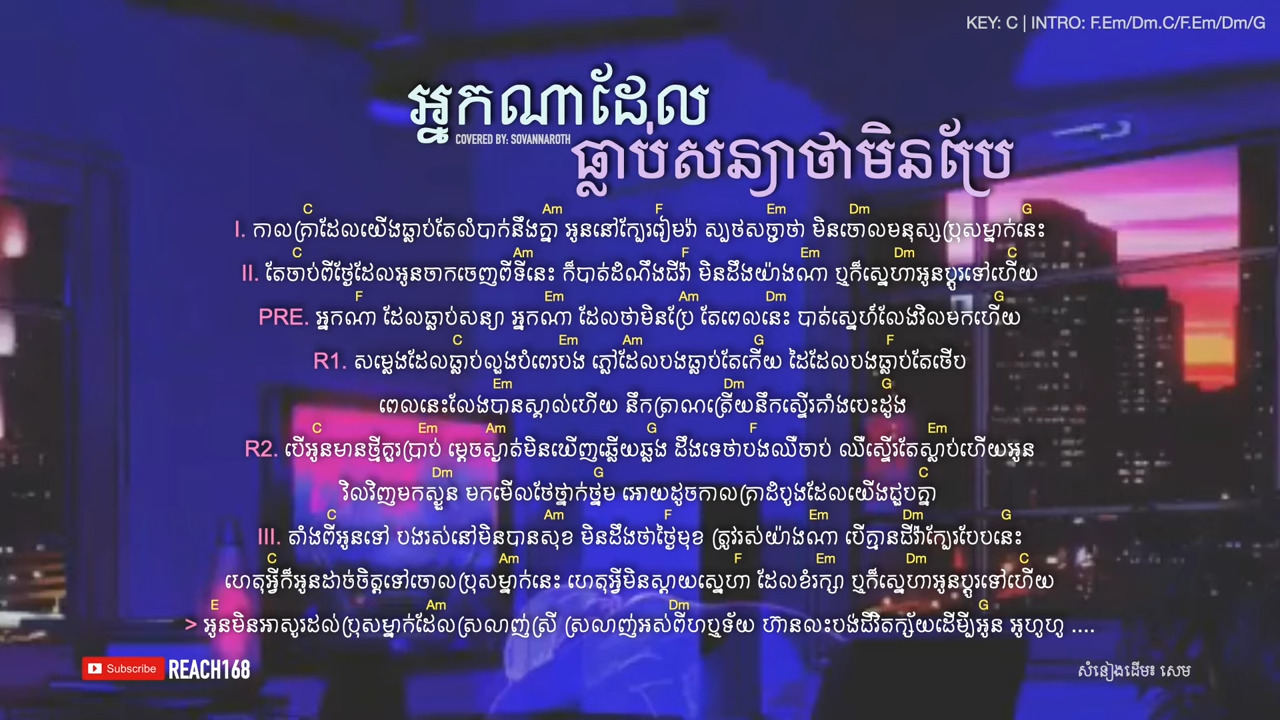 KEY: C | INTRO: F.Em/Dm.C/F.Em/Dm/G
អ្នកណាដែល
COVERED BY: SOVANNAROTH
ធ្លាប់សន្យាថាមិនប្រែ
C Am F Em Dm G
I. កាលគ្រាដែលយើងធ្លាប់តែលំបាក់នឹងគ្នា អូននៅក្បែររៀមរ៉ា ស្បថសច្ចាថា មិនចោលមនុស្សប្រុសម្នាក់នេះ
C Am F Em Dm C
II. តែចាប់ពីថ្ងៃដែលអូនចាកចេញពីទីនេះ ក៏បាត់ដំណឹងដ៏រ៉ា មិនដឹងយ៉ាងណា ឬក៏ស្នេហាអូនប្ដូរទៅហើយ
F Em Am Dm G
PRE. អ្នកណា ដែលធ្លាប់សន្យា អ្នកណា ដែលថាមិនប្រែ តែពេលនេះ បាត់ស្នេហ៍លែងវិលមកហើយ
C Em Am G F
R1. សម្លេងដែលធ្លាប់លួងបំពេរបង ភ្លៅដែលបងធ្លាប់តែកើយ ដៃដែលបងធ្លាប់តែថើប
Em Dm G
ពេលនេះលែងបានស្គាល់ហើយ នឹកគ្រាណត្រើយនឹកស្ទើរគាំងបេះដូង
C Em Am G F Em
R2. បើអូនមានថ្មីគួរប្រាប់ ម្ដេចស្ងាត់មិនឃើញឆ្លើយឆ្លង ដឹងទេថាបងឈឺចាប់ ឈឺស្ទើរតែស្លាប់ហើយអូន
Dm G C
វិលវិញមកស្ងួន មកមើលថែថ្នាក់ថ្នម អោយដូចកាលគ្រាដំបូងដែលយើងជួបគ្នា
C Am F Em Dm G
III. តាំងពីអូនទៅ បងរស់នៅមិនបានសុខ មិនដឹងថាថ្ងៃមុខ ត្រូវរស់យ៉ាងណា បើគ្មានជីវ៉ាក្បែរបែបនេះ
C Am F Em Dm C
ហេតុអ្វីក៏អូនដាច់ចិត្តទៅចោលប្រុសម្នាក់នេះ ហេតុអ្វីមិនស្ដាយស្នេហា ដែលខំរក្សា ឬក៏ស្នេហាអូនប្ដូរទៅហើយ
E Am Dm G
> អូនមិនអាសូរដល់ប្រុសម្នាក់ដែលស្រលាញ់ស្រី ស្រលាញ់អស់ពីហឬទ័យ ហ៊ានលះបង់ជីវិតក្ស័យដើម្បីអូន អូហូហូ ....
Subscribe REACH168
សំនៀងដើម៖ សេម